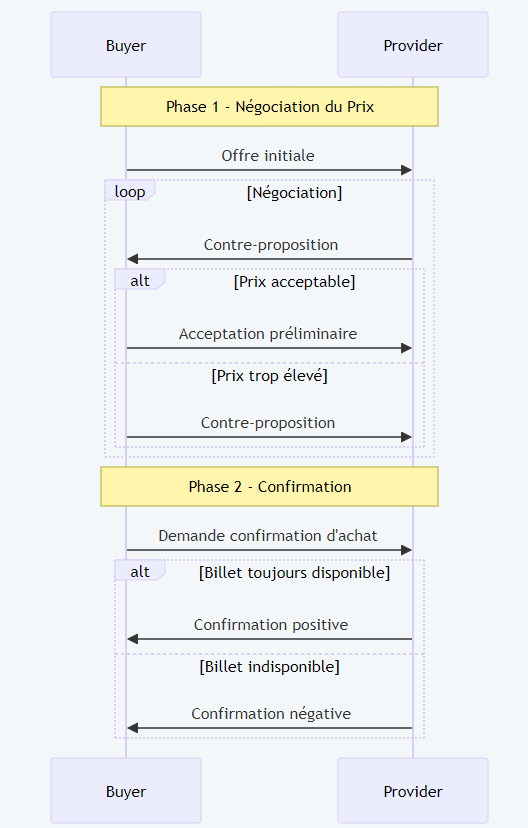 Buyer
Provider
Phase 1 - Négociation du Prix
Offre initiale
loop
[Négociation]
Contre-proposition
alt
[Prix acceptable]
Acceptation préliminaire
[Prix trop élevé]
Contre-proposition
Phase 2 - Confirmation
Demande confirmation d'achat
alt
[Billet toujours disponible]
Confirmation positive
[Billet indisponible]
Confirmation négative
Buyer
Provider